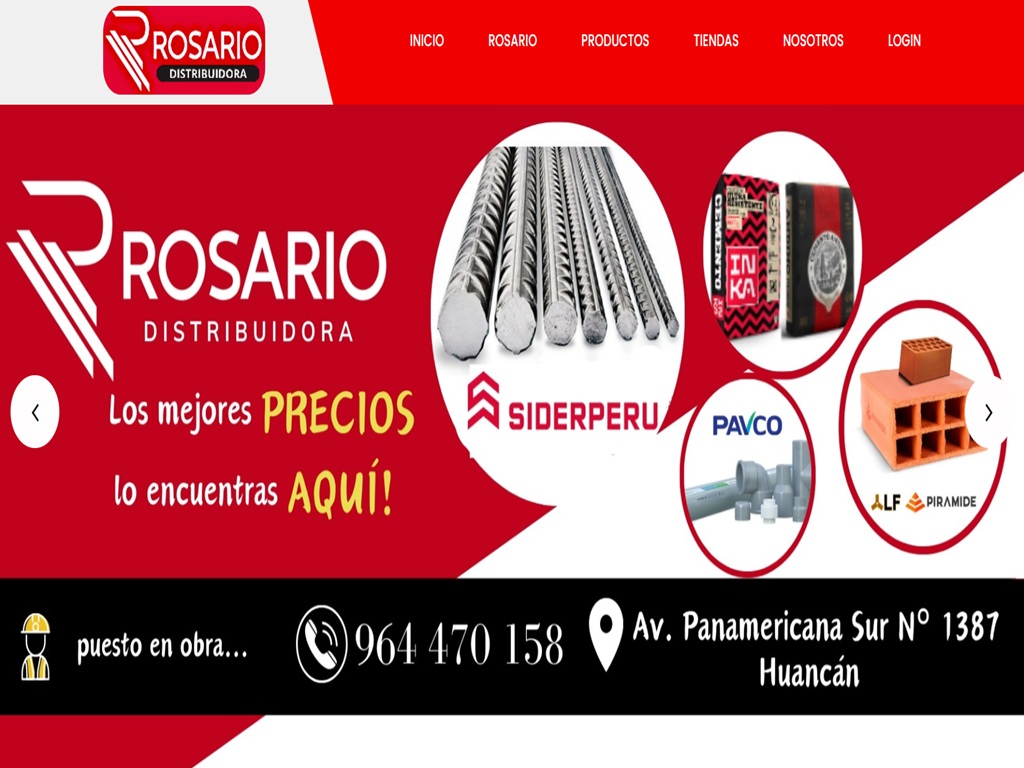 ROSARIO
DISTRIBUIDORA
INICIO
ROSARIO
PRODUCTOS
TIENDAS
NOSOTROS
LOGIN
ROSARIO
DISTRIBUIDORA
Los mejores PRECIOS
lo encuentras AQUÍ!
SIDERPERU
CEMENTO
INKA
PAVCO
LF
PIRAMIDE
puesto en obra...
964 470 158
Av. Panamericana Sur N° 1387
Huancán